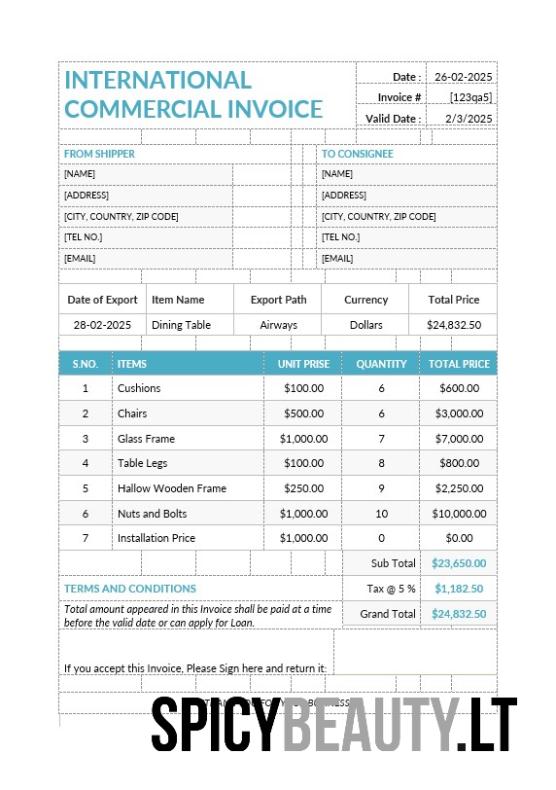 INTERNATIONAL
COMMERCIAL INVOICE
Date : 26-02-2025
Invoice # [123qa5]
Valid Date : 2/3/2025
FROM SHIPPER TO CONSIGNEE
[NAME] [NAME]
[ADDRESS] [ADDRESS]
[CITY, COUNTRY, ZIP CODE] [CITY, COUNTRY, ZIP CODE]
[TEL NO.] [TEL NO.]
[EMAIL] [EMAIL]
Date of Export Item Name Export Path Currency Total Price
28-02-2025 Dining Table Airways Dollars $24,832.50
S.NO. ITEMS UNIT PRISE QUANTITY TOTAL PRICE
1 Cushions $100.00 6 $600.00
2 Chairs $500.00 6 $3,000.00
3 Glass Frame $1,000.00 7 $7,000.00
4 Table Legs $100.00 8 $800.00
5 Hallow Wooden Frame $250.00 9 $2,250.00
6 Nuts and Bolts $1,000.00 10 $10,000.00
7 Installation Price $1,000.00 0 $0.00
Sub Total $23,650.00
TERMS AND CONDITIONS Tax @ 5 % $1,182.50
Total amount appeared in this Invoice shall be paid at a time
before the valid date or can apply for Loan.
Grand Total $24,832.50
If you accept this Invoice, Please Sign here and return it:
SPICYBEAUTY.LT